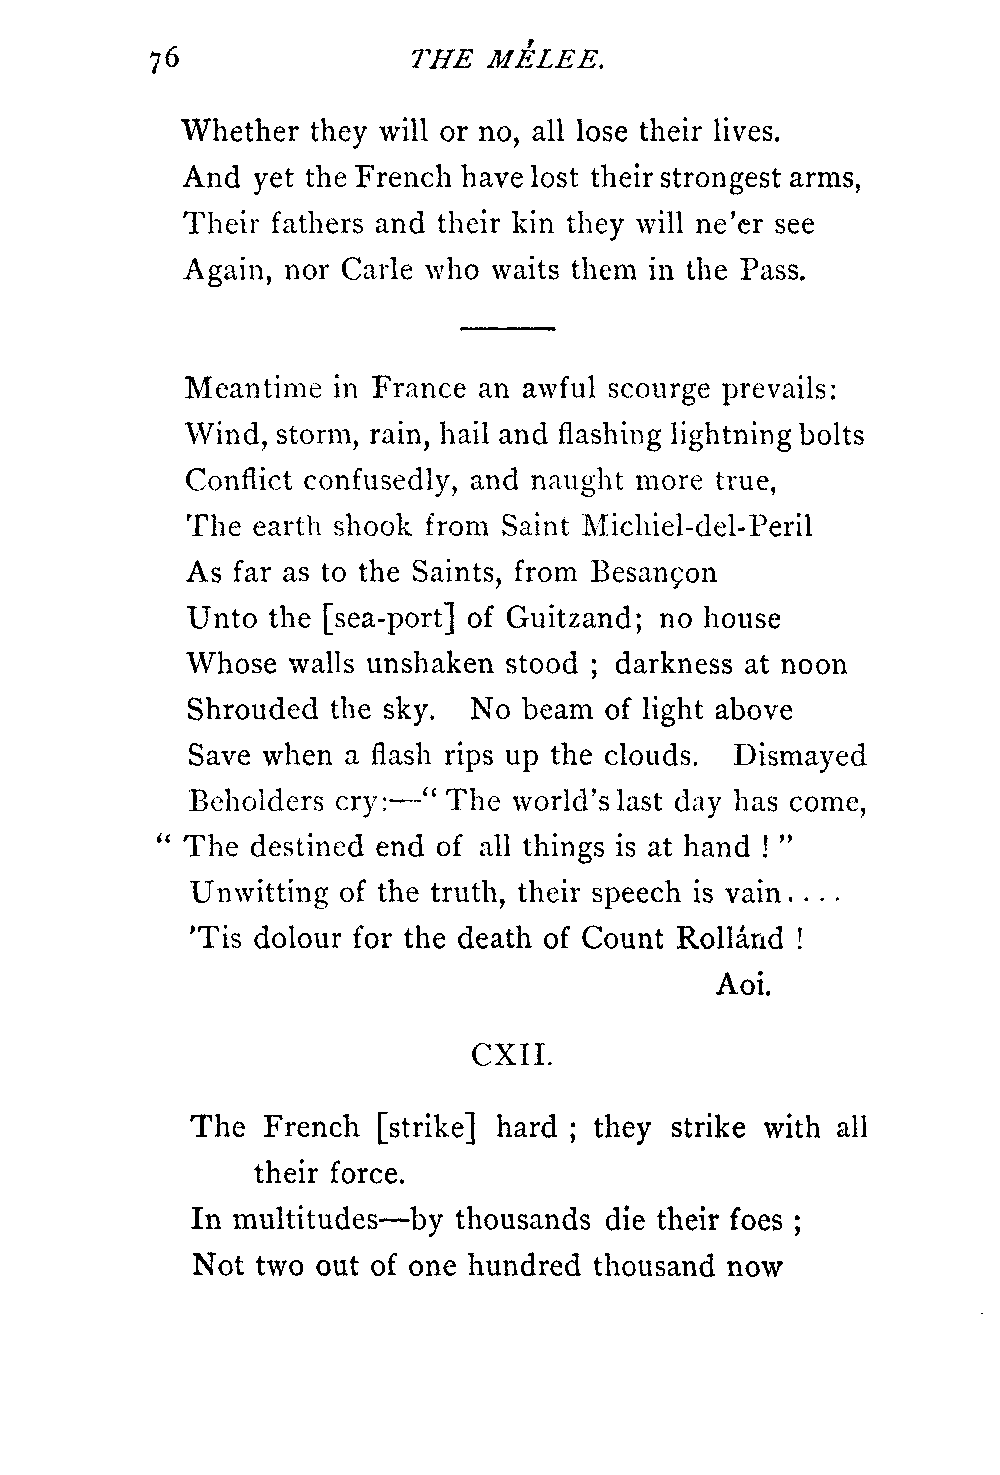 76 THE MÉLEE.
Whether they will or no, all lose their lives.
And yet the French have lost their strongest arms,
Their fathers and their kin they will ne'er see
Again, nor Carle who waits them in the Pass.
Meantime in France an awful scourge prevails:
Wind, storm, rain, hail and flashing lightning bolts
Conflict confusedly, and naught more true,
The earth shook from Saint Michiel-del-Peril
As far as to the Saints, from Besançon
Unto the [sea-port] of Guitzand; no house
Whose walls unshaken stood ; darkness at noon
Shrouded the sky. No beam of light above
Save when a flash rips up the clouds. Dismayed
Beholders cry:—“ The world's last day has come,
“ The destined end of all things is at hand ! ”
Unwitting of the truth, their speech is vain....
'Tis dolour for the death of Count Rolland !
Aoi.
CXII.
The French [strike] hard ; they strike with all
their force.
In multitudes—by thousands die their foes ;
Not two out of one hundred thousand now